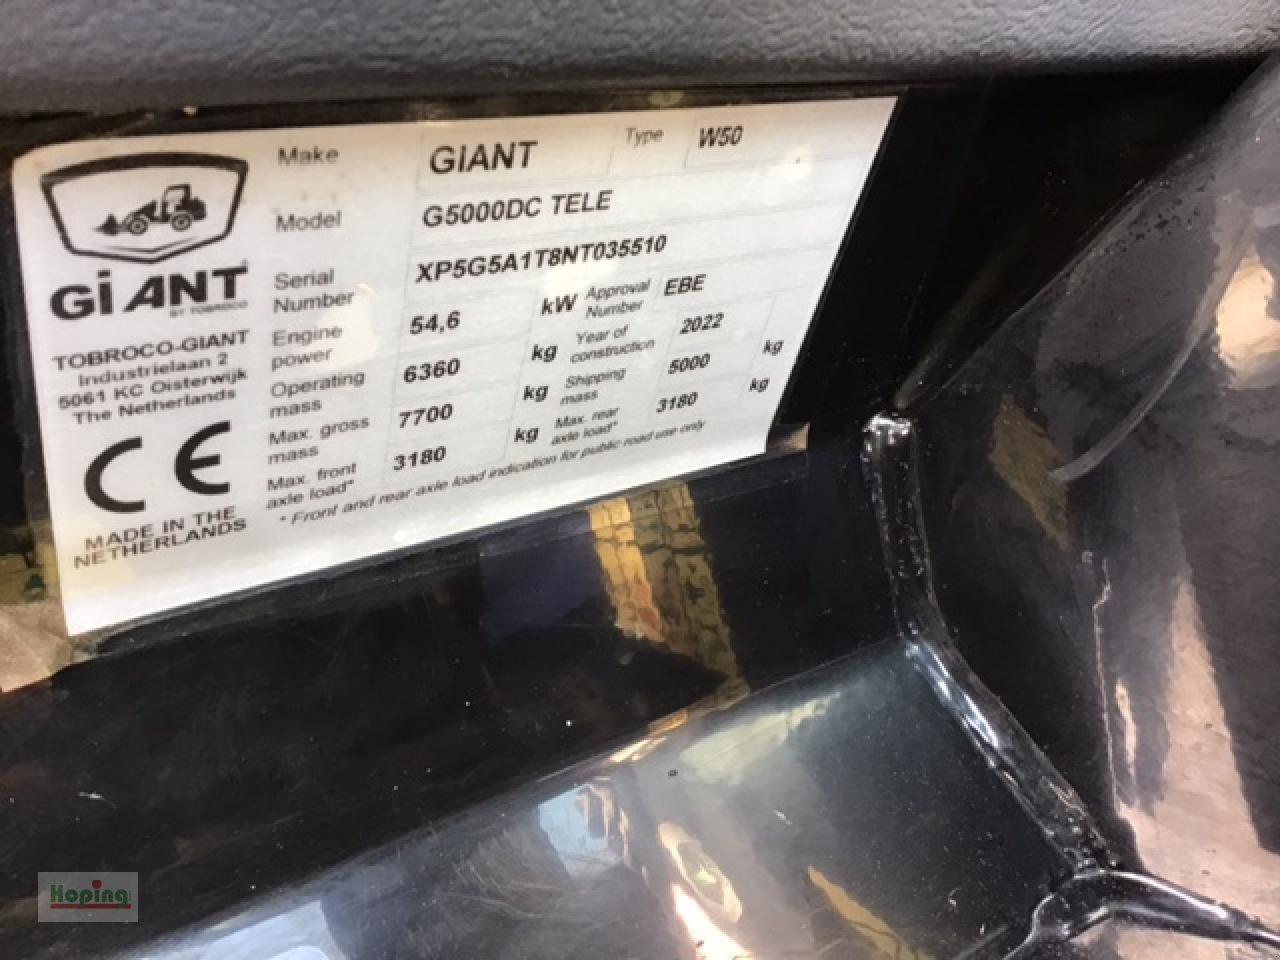 Make GIANT Type W50
Model G5000DC TELE
Serial Number XP5G5A1T8NT035510
Engine power 54,6 kW Approval Number EBE
Operating mass 6360 kg Year of construction 2022
Max. gross mass 7700 kg Shipping mass 5000 kg
Max. front axle load* 3180 kg Max. rear axle load* 3180 kg
* Front and rear axle load indication for public road use only
GiANT
BY TOBROCO
TOBROCO-GIANT
Industrielaan 2
5061 KC Oisterwijk
The Netherlands
CE
MADE IN THE
NETHERLANDS
Hoping